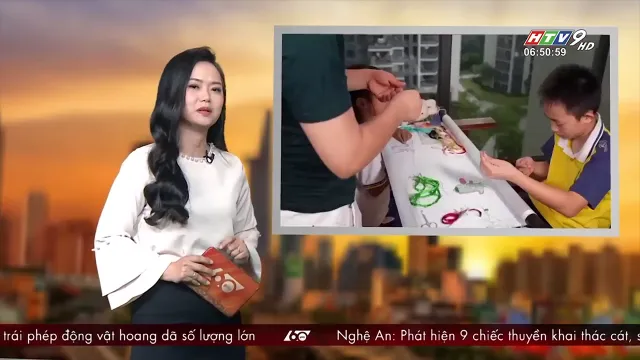 HTV9 HD
06:50:59
trái phép động vật hoang dã số lượng lớn
60
Nghệ An: Phát hiện 9 chiếc thuyền khai thác cát, s